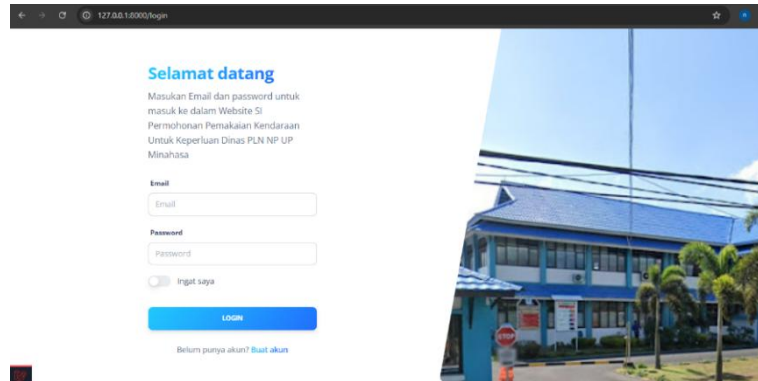 127.0.0.1:8000/login
Selamat datang
Masukan Email dan password untuk
masuk ke dalam Website SI
Permohonan Pemakaian Kendaraan
Untuk Keperluan Dinas PLN NP UP
Minahasa
Email
Email
Password
Password
Ingat saya
LOGIN
Belum punya akun? Buat akun
STOP